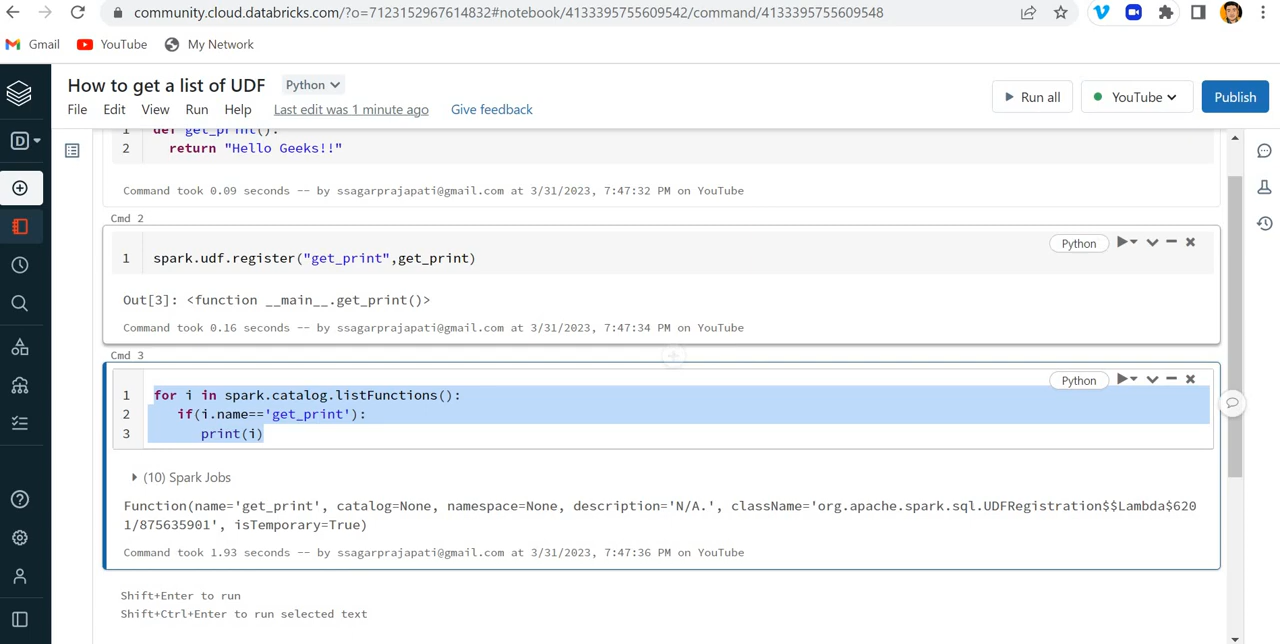 community.cloud.databricks.com/?o=7123152967614832#notebook/4133395755609542/command/4133395755609548
Gmail
YouTube
My Network
How to get a list of UDF
Python
File
Edit
View
Run
Help
Last edit was 1 minute ago
Give feedback
Run all
YouTube
Publish
D
1 def get_print():
2 return "Hello Geeks!!"
Command took 0.09 seconds -- by ssagarprajapati@gmail.com at 3/31/2023, 7:47:32 PM on YouTube
Cmd 2
Python
1 spark.udf.register("get_print",get_print)
Out[3]: <function __main__.get_print()>
Command took 0.16 seconds -- by ssagarprajapati@gmail.com at 3/31/2023, 7:47:34 PM on YouTube
Cmd 3
Python
1 for i in spark.catalog.listFunctions():
2 if(i.name=='get_print'):
3 print(i)
(10) Spark Jobs
Function(name='get_print', catalog=None, namespace=None, description='N/A.', className='org.apache.spark.sql.UDFRegistration$$Lambda$620
1/875635901', isTemporary=True)
Command took 1.93 seconds -- by ssagarprajapati@gmail.com at 3/31/2023, 7:47:36 PM on YouTube
Shift+Enter to run
Shift+Ctrl+Enter to run selected text